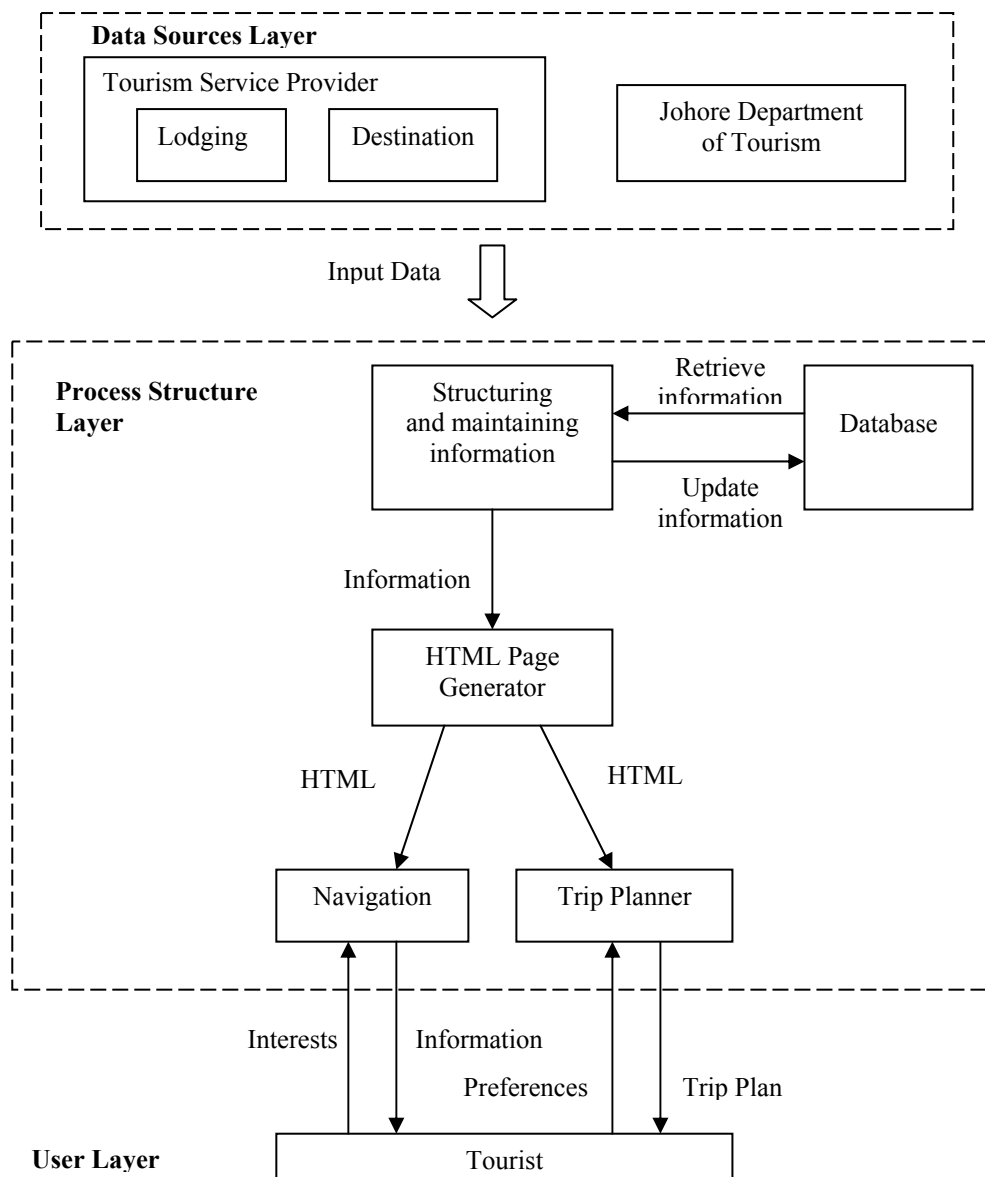 Data Sources Layer
Tourism Service Provider
Lodging
Destination
Johore Department
of Tourism
Input Data
Process Structure
Layer
Structuring
and maintaining
information
Retrieve
information
Database
Update
information
Information
HTML Page
Generator
HTML
HTML
Navigation
Trip Planner
Interests
Information
Preferences
Trip Plan
User Layer
Tourist